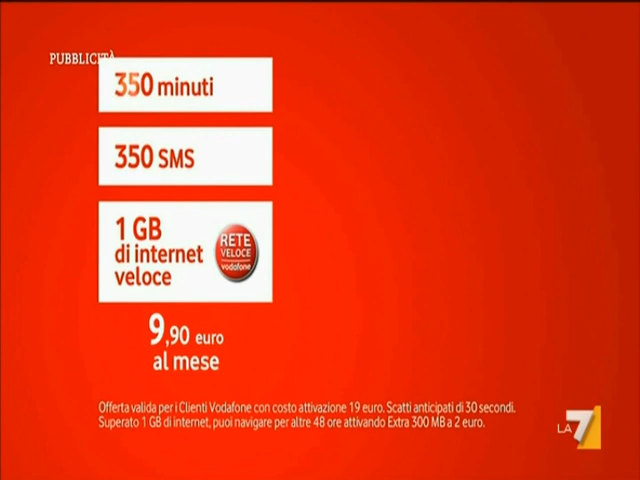 PUBBLICITÀ
350 minuti
350 SMS
1 GB
di internet
veloce
RETE
VELOCE
vodafone
9,90 euro
al mese
Offerta valida per i Clienti Vodafone con costo attivazione 19 euro. Scatti anticipati di 30 secondi.
Superato 1 GB di internet, puoi navigare per altre 48 ore attivando Extra 300 MB a 2 euro.
LA7